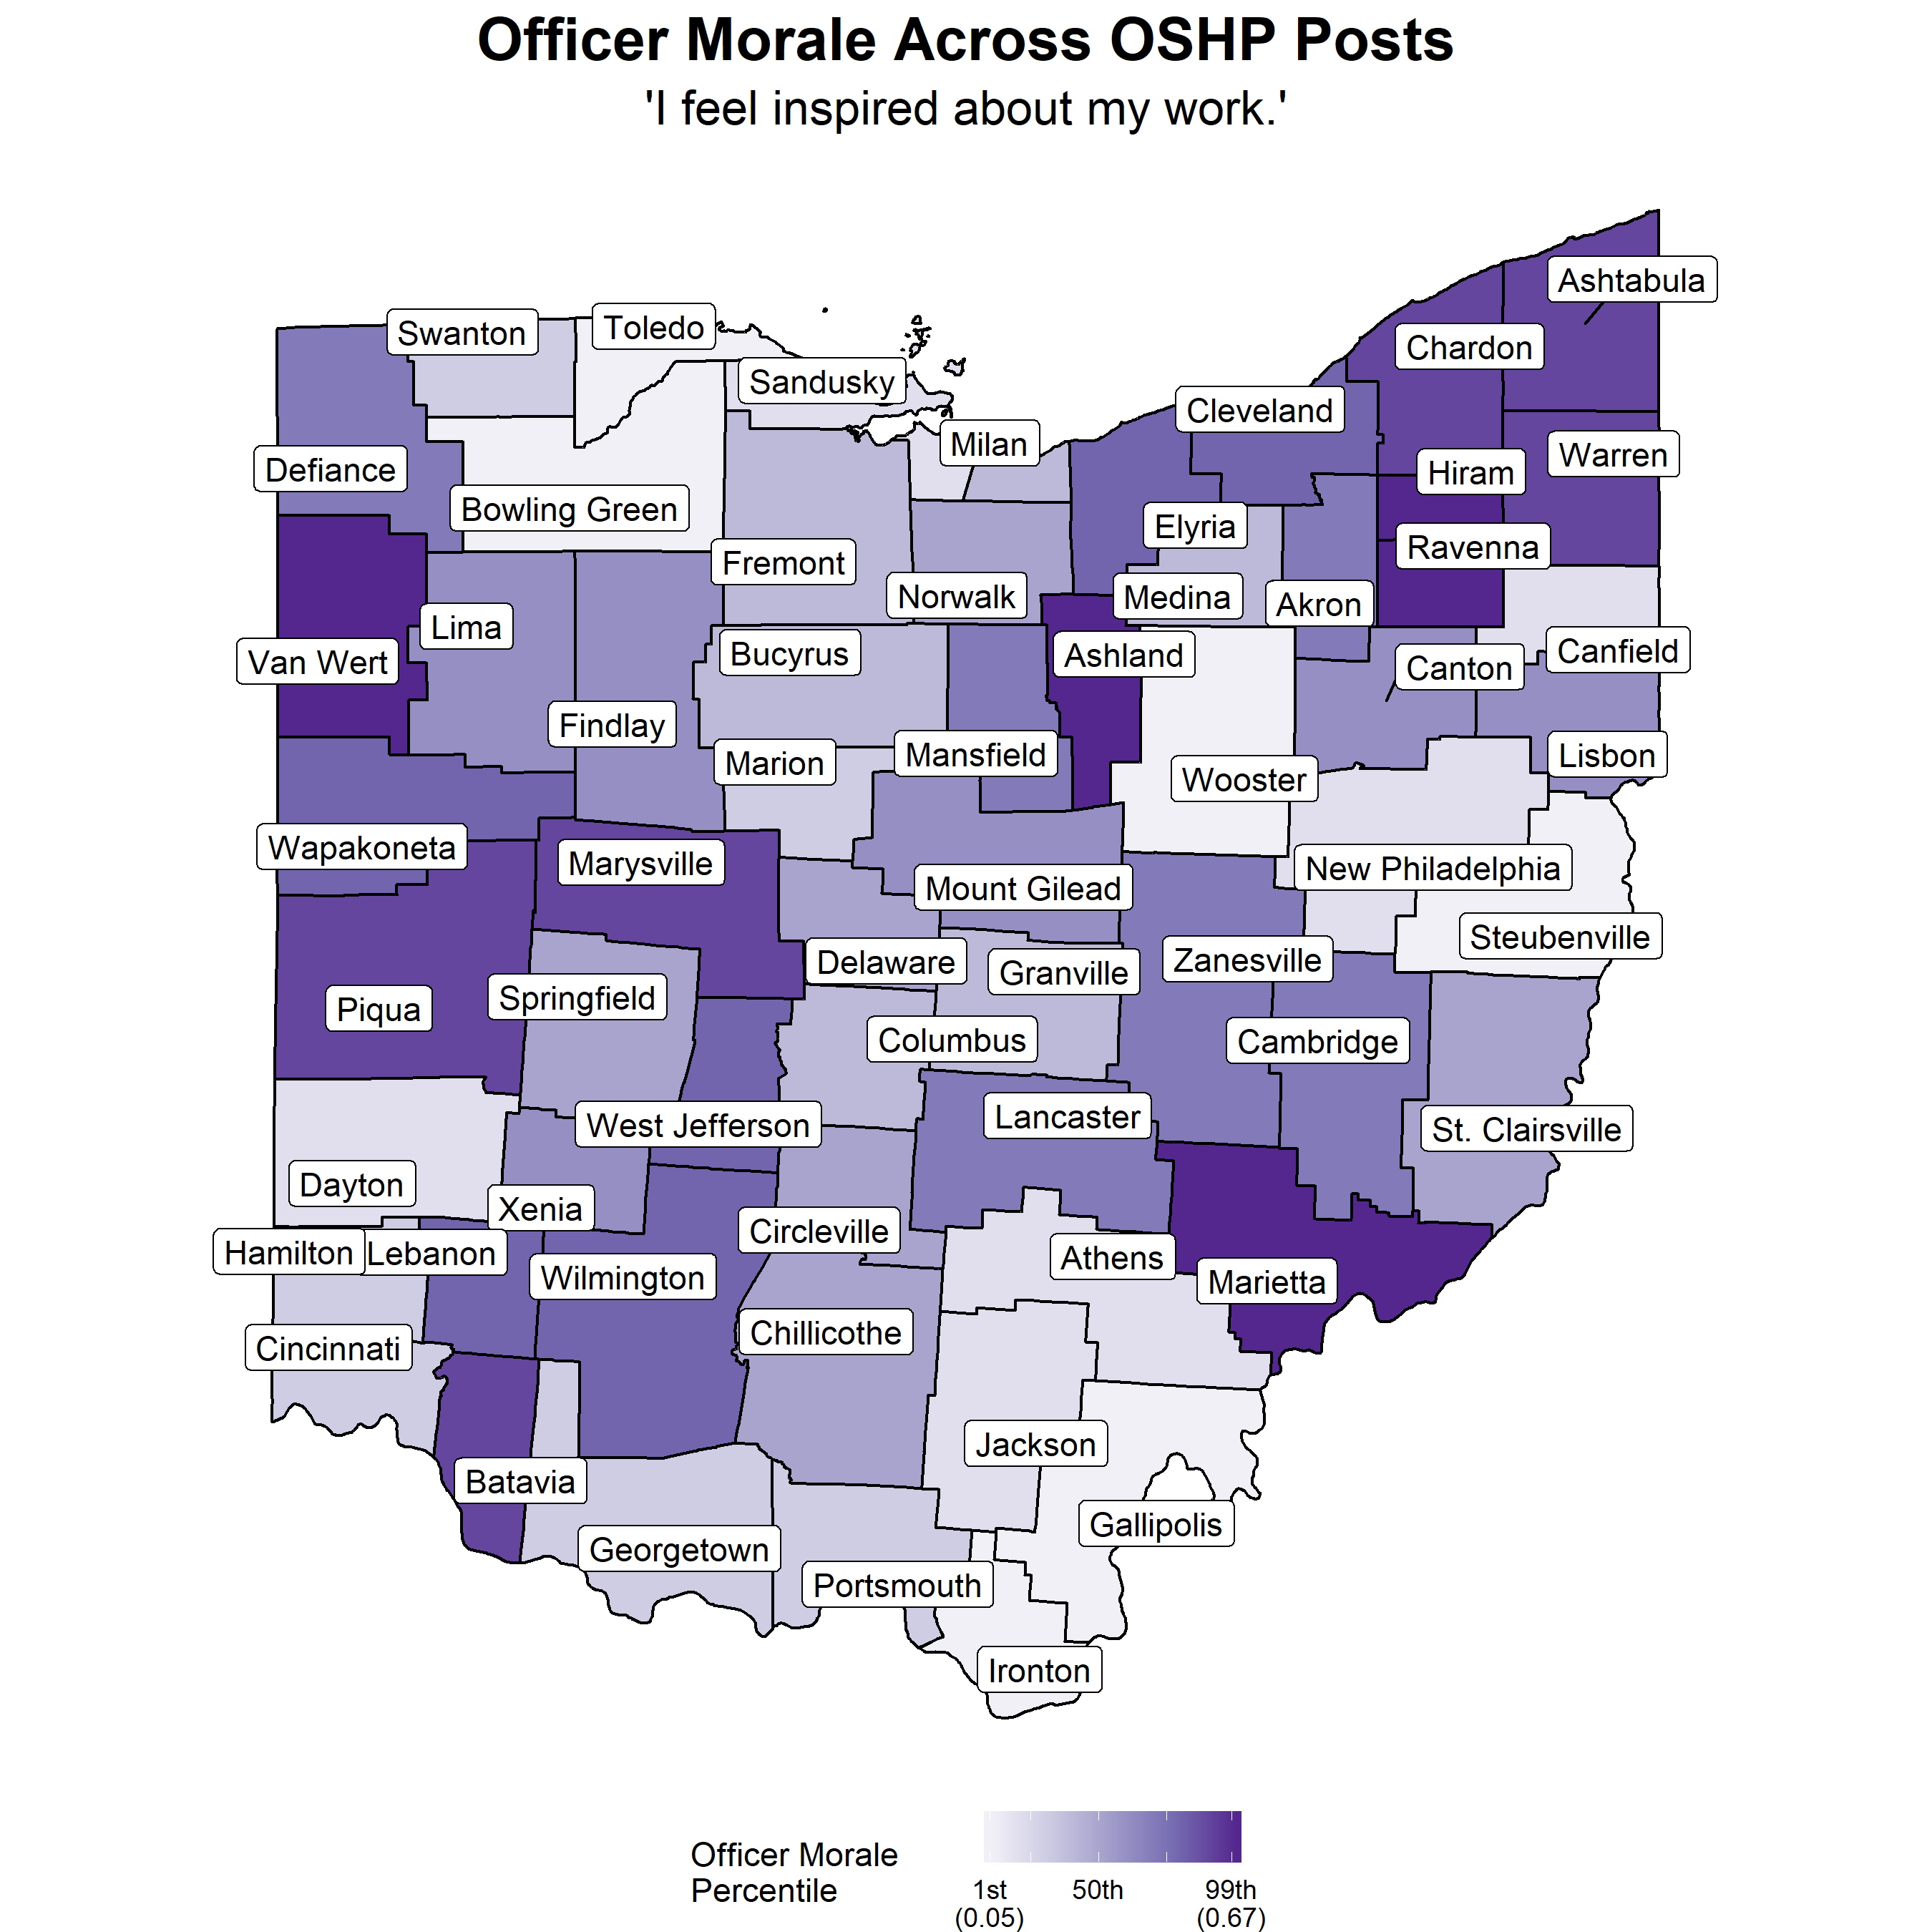 Officer Morale Across OSHP Posts
'I feel inspired about my work.'
Ashtabula
Swanton
Toledo
Chardon
Sandusky
Cleveland
Milan
Defiance
Hiram
Warren
Bowling Green
Elyria
Ravenna
Fremont
Norwalk
Medina
Akron
Lima
Van Wert
Bucyrus
Ashland
Canton
Canfield
Findlay
Marion
Mansfield
Wooster
Lisbon
Wapakoneta
Marysville
Mount Gilead
New Philadelphia
Steubenville
Delaware
Granville
Zanesville
Piqua
Springfield
Columbus
Cambridge
West Jefferson
Lancaster
St. Clairsville
Dayton
Xenia
Circleville
Hamilton
Lebanon
Wilmington
Athens
Marietta
Cincinnati
Chillicothe
Jackson
Batavia
Gallipolis
Georgetown
Portsmouth
Ironton
Officer Morale
Percentile
1st
(0.05)
50th
99th
(0.67)